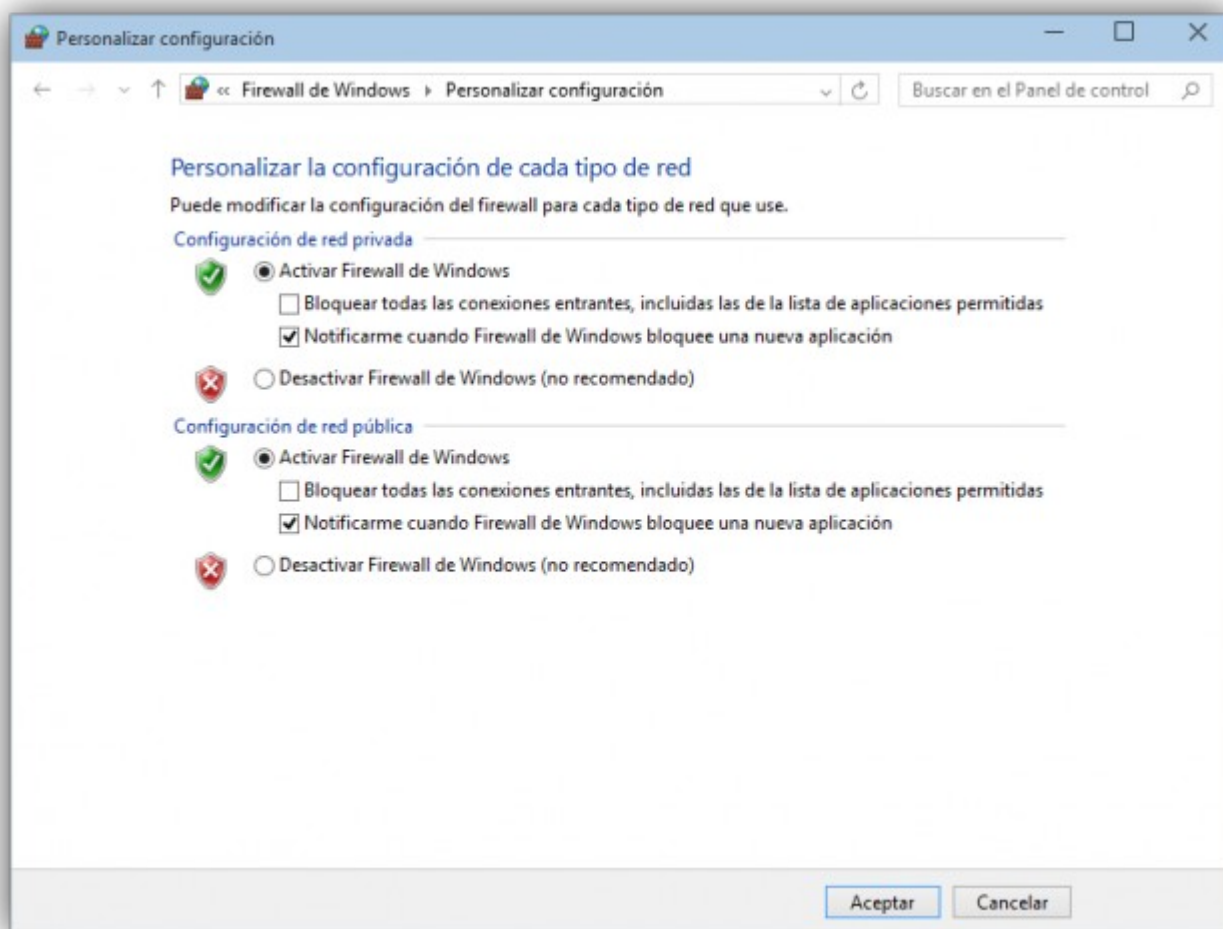 Personalizar configuración
« Firewall de Windows › Personalizar configuración
Buscar en el Panel de control
Personalizar la configuración de cada tipo de red
Puede modificar la configuración del firewall para cada tipo de red que use.
Configuración de red privada
Activar Firewall de Windows
Bloquear todas las conexiones entrantes, incluidas las de la lista de aplicaciones permitidas
Notificarme cuando Firewall de Windows bloquee una nueva aplicación
Desactivar Firewall de Windows (no recomendado)
Configuración de red pública
Activar Firewall de Windows
Bloquear todas las conexiones entrantes, incluidas las de la lista de aplicaciones permitidas
Notificarme cuando Firewall de Windows bloquee una nueva aplicación
Desactivar Firewall de Windows (no recomendado)
Aceptar
Cancelar